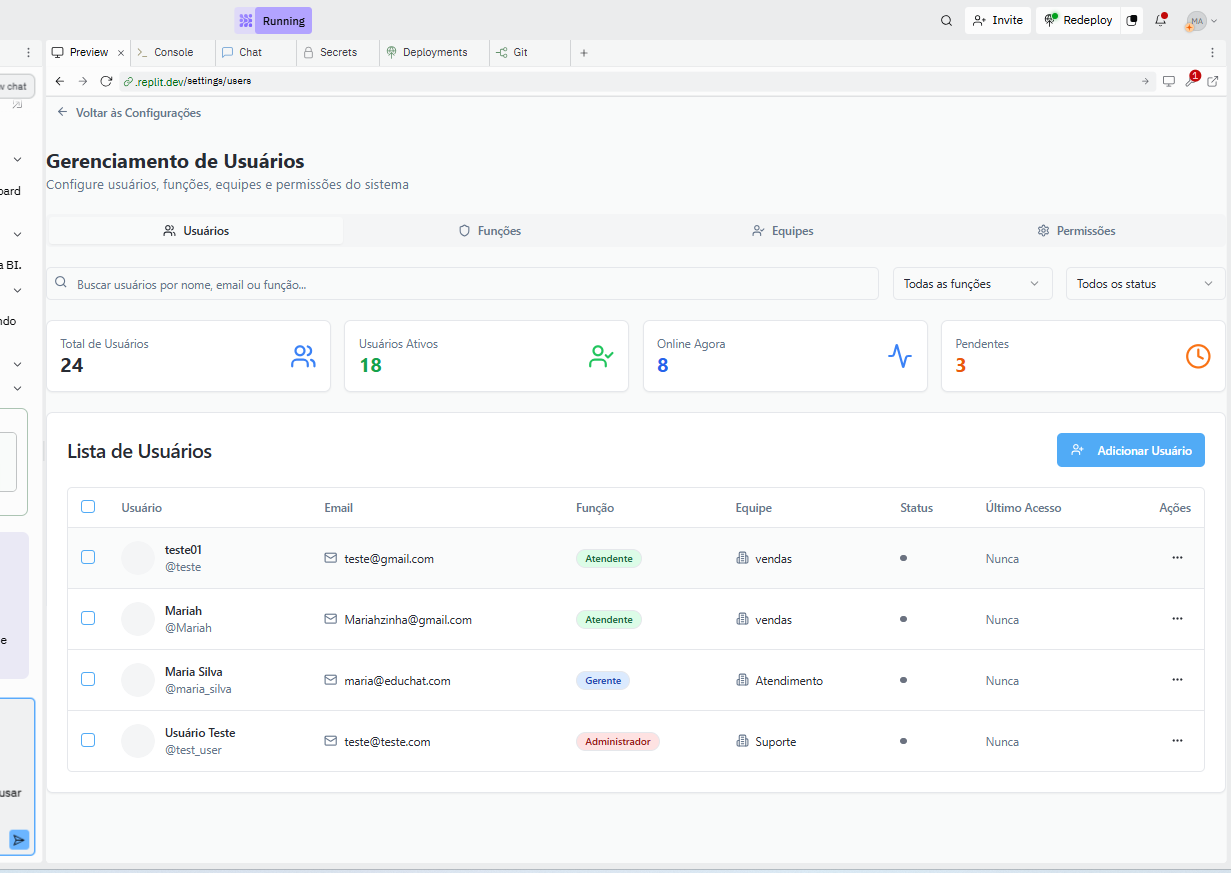 Running
Invite
Redeploy
MA
Preview
Console
Chat
Secrets
Deployments
Git
w chat
.replit.dev/settings/users
1
Voltar às Configurações
Gerenciamento de Usuários
Configure usuários, funções, equipes e permissões do sistema
oard
a BI.
ndo
e
usar
Usuários
Funções
Equipes
Permissões
Buscar usuários por nome, email ou função...
Todas as funções
Todos os status
Total de Usuários
24
Usuários Ativos
18
Online Agora
8
Pendentes
3
Lista de Usuários
Adicionar Usuário
Usuário Email Função Equipe Status Último Acesso Ações
teste01
@teste
teste@gmail.com Atendente vendas Nunca
Mariah
@Mariah
Mariahzinha@gmail.com Atendente vendas Nunca
Maria Silva
@maria_silva
maria@educhat.com Gerente Atendimento Nunca
Usuário Teste
@test_user
teste@teste.com Administrador Suporte Nunca